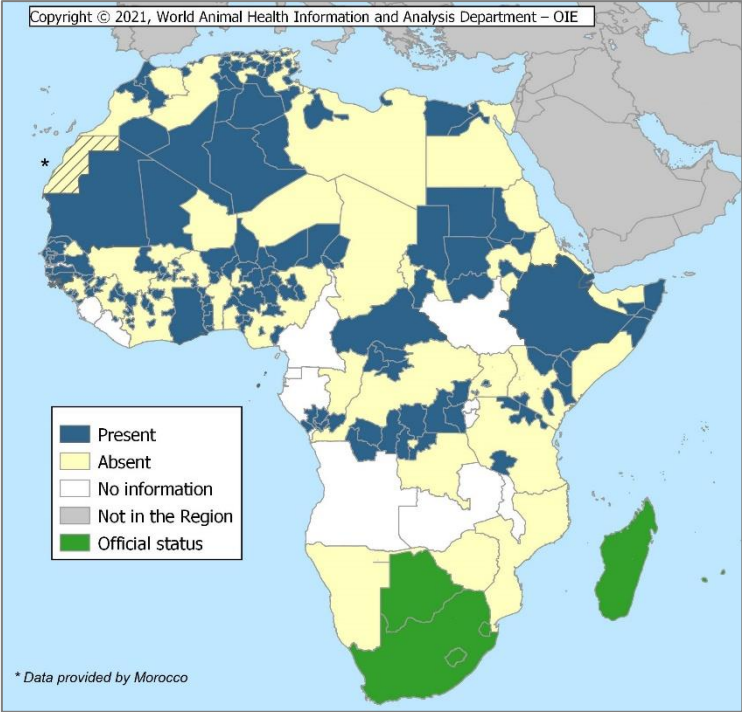 Copyright © 2021, World Animal Health Information and Analysis Department – OIE
*
Present
Absent
No information
Not in the Region
Official status
* Data provided by Morocco